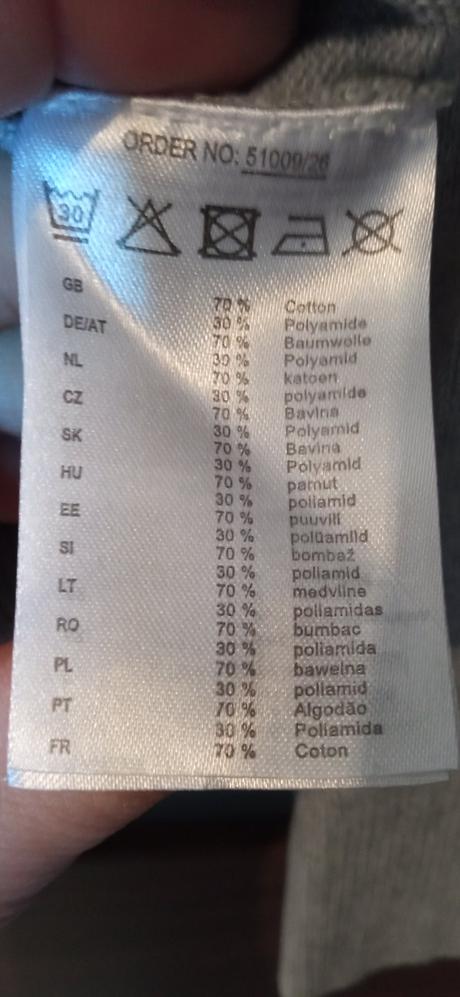 ORDER NO: 51009/26
30
GB 70 % Cotton
30 % Polyamide
DE/AT 70 % Baumwolle
30 % Polyamid
NL 70 % katoen
30 % polyamide
CZ 70 % Bavlna
30 % Polyamid
SK 70 % Bavlna
30 % Polyamid
HU 70 % pamut
30 % poliamid
EE 70 % puuvill
30 % polüamiid
SI 70 % bombaž
30 % poliamid
LT 70 % medvilne
30 % poliamidas
RO 70 % bumbac
30 % poliamida
PL 70 % bawelna
30 % poliamid
PT 70 % Algodão
30 % Poliamida
FR 70 % Coton